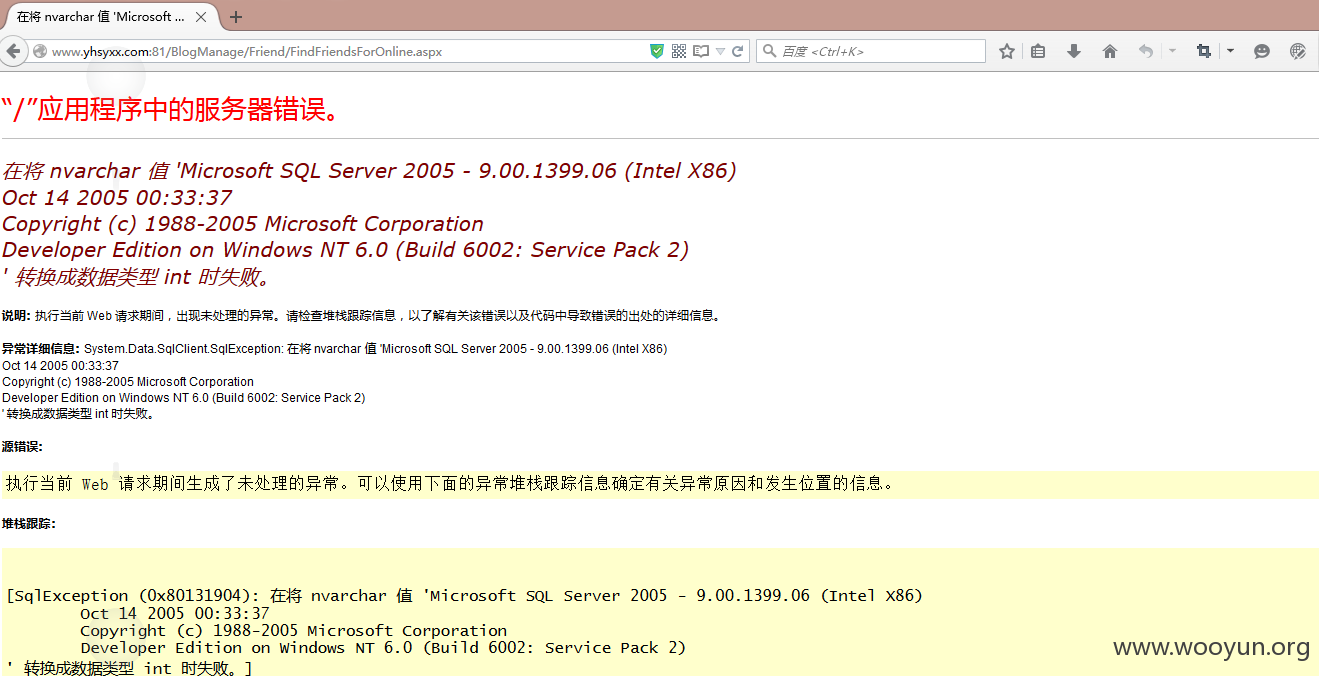 在将 nvarchar 值 'Microsoft ...
www.yhsyxx.com:81/BlogManage/Friend/FindFriendsForOnline.aspx
百度 <Ctrl+K>
“/”应用程序中的服务器错误。
在将 nvarchar 值 'Microsoft SQL Server 2005 - 9.00.1399.06 (Intel X86)
Oct 14 2005 00:33:37
Copyright (c) 1988-2005 Microsoft Corporation
Developer Edition on Windows NT 6.0 (Build 6002: Service Pack 2)
' 转换成数据类型 int 时失败。
说明: 执行当前 Web 请求期间，出现未处理的异常。请检查堆栈跟踪信息，以了解有关该错误以及代码中导致错误的出处的详细信息。
异常详细信息: System.Data.SqlClient.SqlException: 在将 nvarchar 值 'Microsoft SQL Server 2005 - 9.00.1399.06 (Intel X86)
Oct 14 2005 00:33:37
Copyright (c) 1988-2005 Microsoft Corporation
Developer Edition on Windows NT 6.0 (Build 6002: Service Pack 2)
' 转换成数据类型 int 时失败。
源错误:
执行当前 Web 请求期间生成了未处理的异常。可以使用下面的异常堆栈跟踪信息确定有关异常原因和发生位置的信息。
堆栈跟踪:
[SqlException (0x80131904): 在将 nvarchar 值 'Microsoft SQL Server 2005 - 9.00.1399.06 (Intel X86)
Oct 14 2005 00:33:37
Copyright (c) 1988-2005 Microsoft Corporation
Developer Edition on Windows NT 6.0 (Build 6002: Service Pack 2)
' 转换成数据类型 int 时失败。]
www.wooyun.org